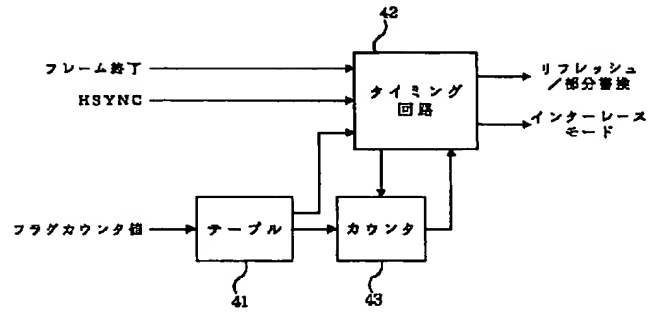 42
フレーム終了
HSYNC
タイミング
回路
リフレッシュ
／部分書換
インターレース
モード
フラグカウンタ値
テーブル
カウンタ
41
43